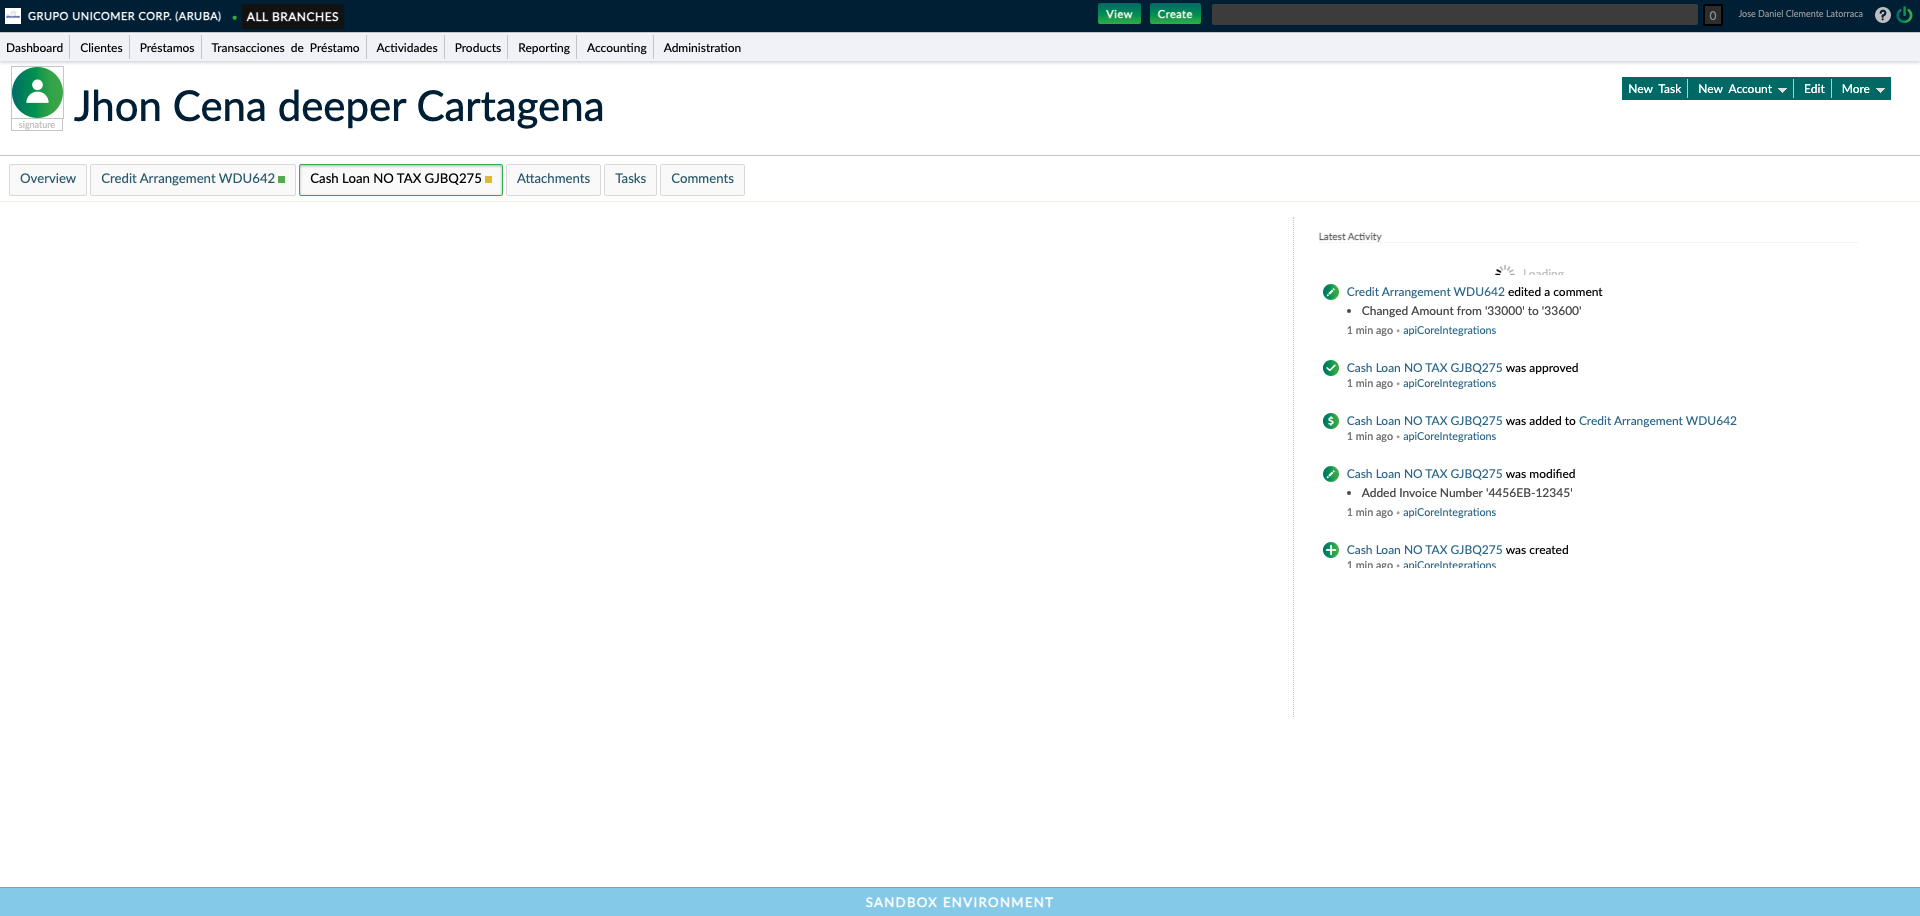 GRUPO UNICOMER CORP. (ARUBA) • ALL BRANCHES View Create 0 Jose Daniel Clemente Latorraca ?
Dashboard Clientes Préstamos Transacciones de Préstamo Actividades Products Reporting Accounting Administration
signature
Jhon Cena deeper Cartagena
New Task New Account Edit More
Overview Credit Arrangement WDU642 Cash Loan NO TAX GJBQ275 Attachments Tasks Comments
Latest Activity
Loading
Credit Arrangement WDU642 edited a comment
• Changed Amount from '33000' to '33600'
1 min ago • apiCoreIntegrations
Cash Loan NO TAX GJBQ275 was approved
1 min ago • apiCoreIntegrations
Cash Loan NO TAX GJBQ275 was added to Credit Arrangement WDU642
1 min ago • apiCoreIntegrations
Cash Loan NO TAX GJBQ275 was modified
• Added Invoice Number '4456EB-12345'
1 min ago • apiCoreIntegrations
Cash Loan NO TAX GJBQ275 was created
1 min ago • apiCoreIntegrations
SANDBOX ENVIRONMENT